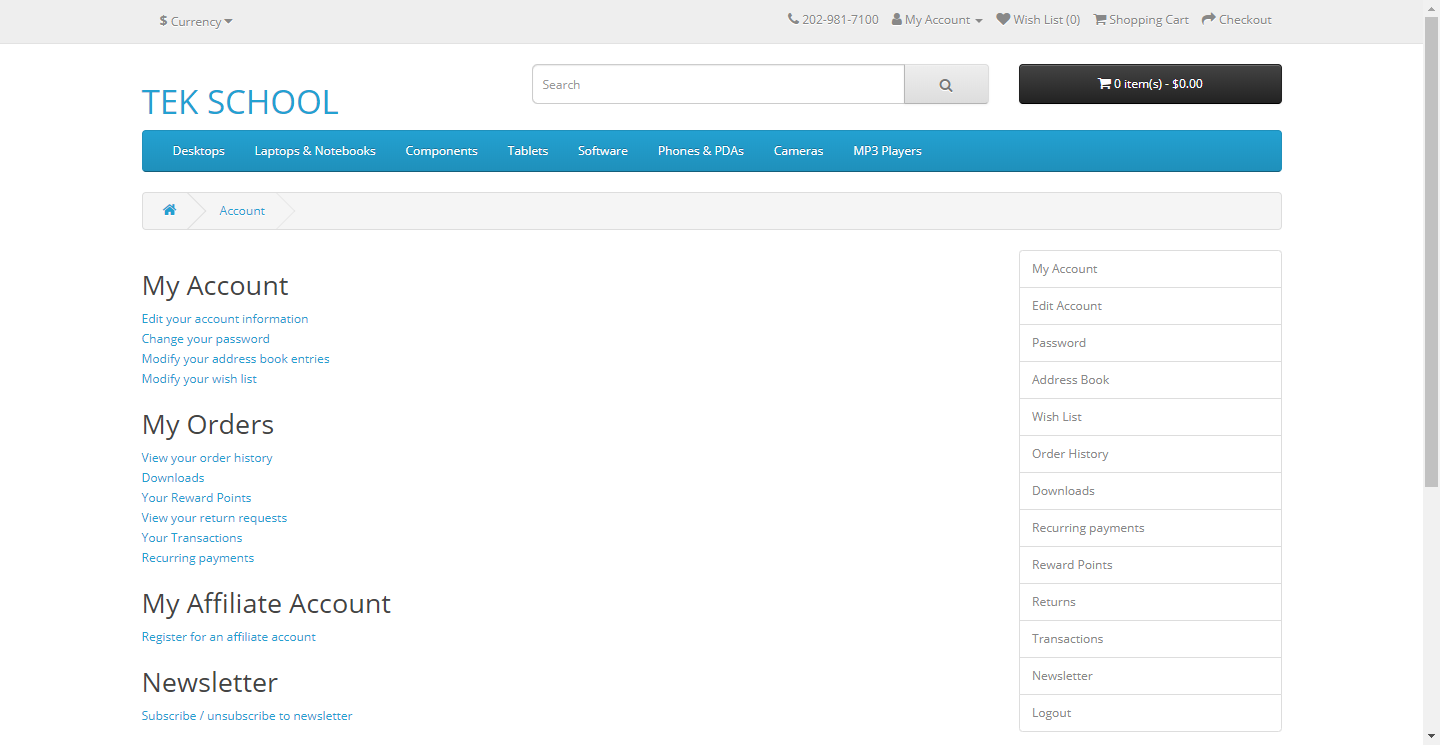 $ Currency
202-981-7100 My Account Wish List (0) Shopping Cart Checkout
TEK SCHOOL
Search
0 item(s) - $0.00
Desktops Laptops & Notebooks Components Tablets Software Phones & PDAs Cameras MP3 Players
Account
My Account
Edit your account information
Change your password
Modify your address book entries
Modify your wish list
My Orders
View your order history
Downloads
Your Reward Points
View your return requests
Your Transactions
Recurring payments
My Affiliate Account
Register for an affiliate account
Newsletter
Subscribe / unsubscribe to newsletter
My Account
Edit Account
Password
Address Book
Wish List
Order History
Downloads
Recurring payments
Reward Points
Returns
Transactions
Newsletter
Logout